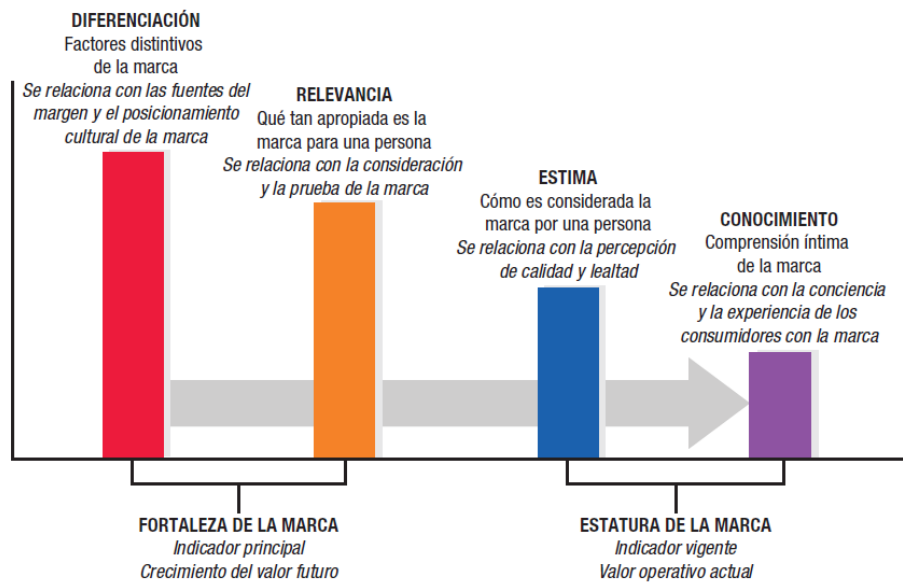 DIFERENCIACIÓN
Factores distintivos
de la marca
Se relaciona con las fuentes del
margen y el posicionamiento
cultural de la marca
RELEVANCIA
Qué tan apropiada es la
marca para una persona
Se relaciona con la consideración
y la prueba de la marca
ESTIMA
Cómo es considerada la
marca por una persona
Se relaciona con la percepción
de calidad y lealtad
CONOCIMIENTO
Comprensión íntima
de la marca
Se relaciona con la conciencia
y la experiencia de los
consumidores con la marca
FORTALEZA DE LA MARCA
Indicador principal
Crecimiento del valor futuro
ESTATURA DE LA MARCA
Indicador vigente
Valor operativo actual